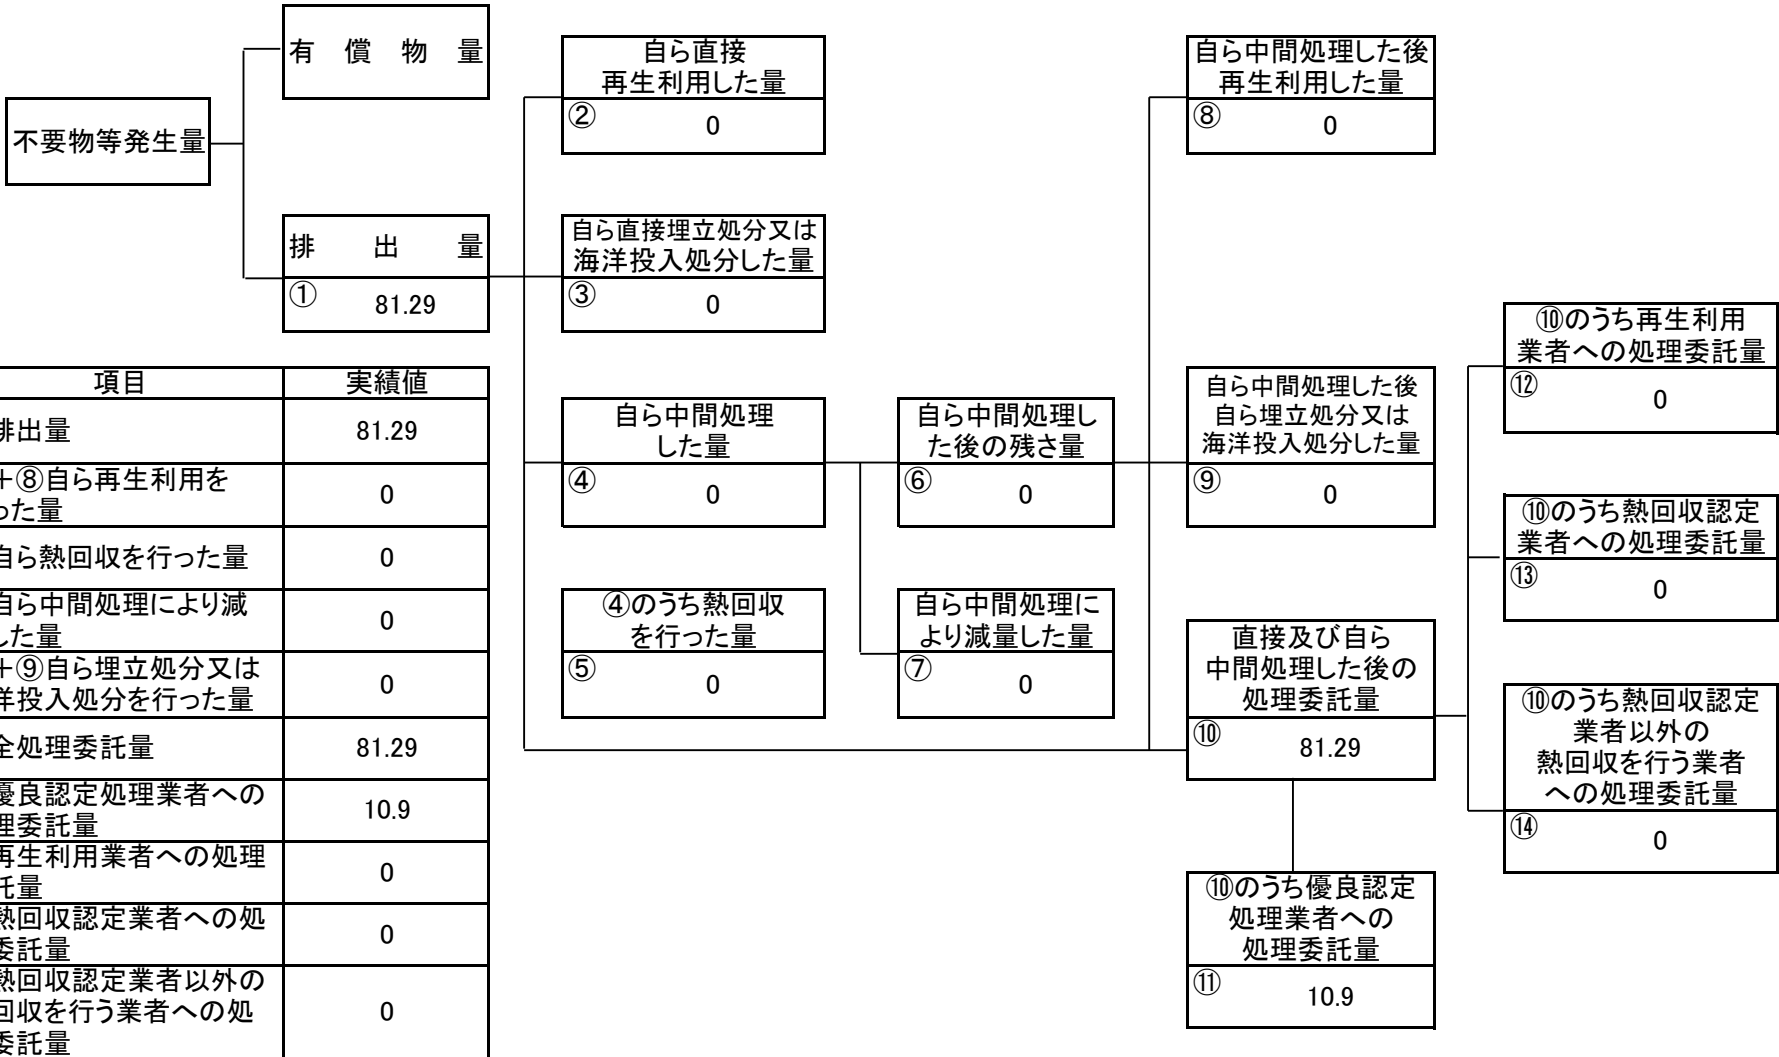 有償物量
不要物等発生量
排出量
① 81.29
自ら直接
再生利用した量
② 0
自ら直接埋立処分又は
海洋投入処分した量
③ 0
自ら中間処理
した量
④ 0
④のうち熱回収
を行った量
⑤ 0
自ら中間処理し
た後の残さ量
⑥ 0
自ら中間処理に
より減量した量
⑦ 0
自ら中間処理した後
再生利用した量
⑧ 0
自ら中間処理した後
自ら埋立処分又は
海洋投入処分した量
⑨ 0
直接及び自ら
中間処理した後の
処理委託量
⑩ 81.29
⑩のうち優良認定
処理業者への
処理委託量
⑪ 10.9
⑩のうち再生利用
業者への処理委託量
⑫ 0
⑩のうち熱回収認定
業者への処理委託量
⑬ 0
⑩のうち熱回収認定
業者以外の
熱回収を行う業者
への処理委託量
⑭ 0
項目 実績値
排出量 81.29
+⑧自ら再生利用を
った量 0
自ら熱回収を行った量 0
自ら中間処理により減
した量 0
+⑨自ら埋立処分又は
洋投入処分を行った量 0
全処理委託量 81.29
優良認定処理業者への
理委託量 10.9
再生利用業者への処理
託量 0
熱回収認定業者への処
委託量 0
熱回収認定業者以外の
回収を行う業者への処
委託量 0